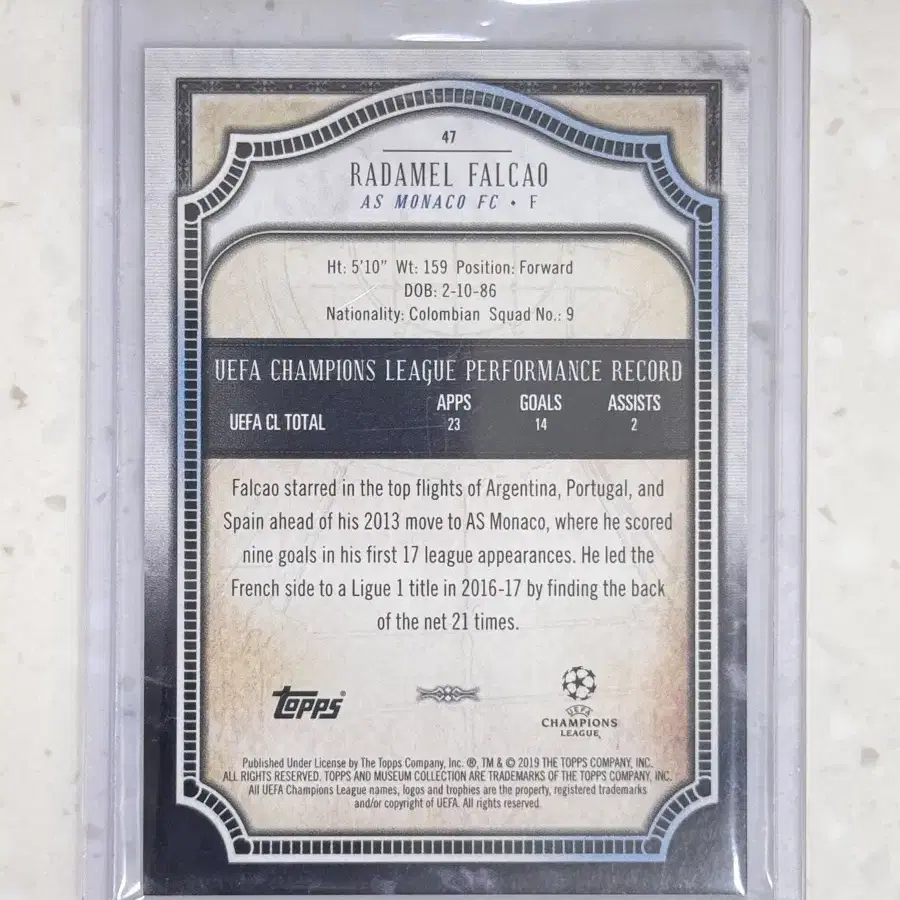 47
RADAMEL FALCAO
AS MONACO FC • F
Ht: 5'10" Wt: 159 Position: Forward
DOB: 2-10-86
Nationality: Colombian Squad No.: 9
UEFA CHAMPIONS LEAGUE PERFORMANCE RECORD
APPS GOALS ASSISTS
UEFA CL TOTAL 23 14 2
Falcao starred in the top flights of Argentina, Portugal, and
Spain ahead of his 2013 move to AS Monaco, where he scored
nine goals in his first 17 league appearances. He led the
French side to a Ligue 1 title in 2016-17 by finding the back
of the net 21 times.
topps®
UEFA
CHAMPIONS
LEAGUE
Published Under License by The Topps Company, Inc. ®, TM & © 2019 THE TOPPS COMPANY, INC.
ALL RIGHTS RESERVED. TOPPS AND MUSEUM COLLECTION ARE TRADEMARKS OF THE TOPPS COMPANY, INC.
All UEFA Champions League names, logos and trophies are the property, registered trademarks
and/or copyright of UEFA. All rights reserved.